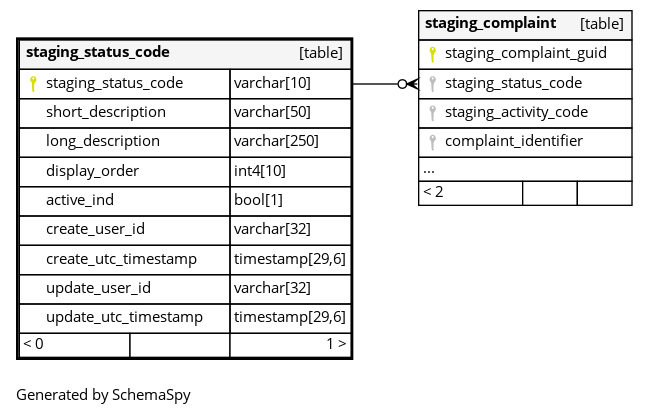 staging_status_code [table]
staging_status_code varchar[10]
short_description varchar[50]
long_description varchar[250]
display_order int4[10]
active_ind bool[1]
create_user_id varchar[32]
create_utc_timestamp timestamp[29,6]
update_user_id varchar[32]
update_utc_timestamp timestamp[29,6]
< 0 1 >
staging_complaint [table]
staging_complaint_guid
staging_status_code
staging_activity_code
complaint_identifier
...
< 2
Generated by SchemaSpy